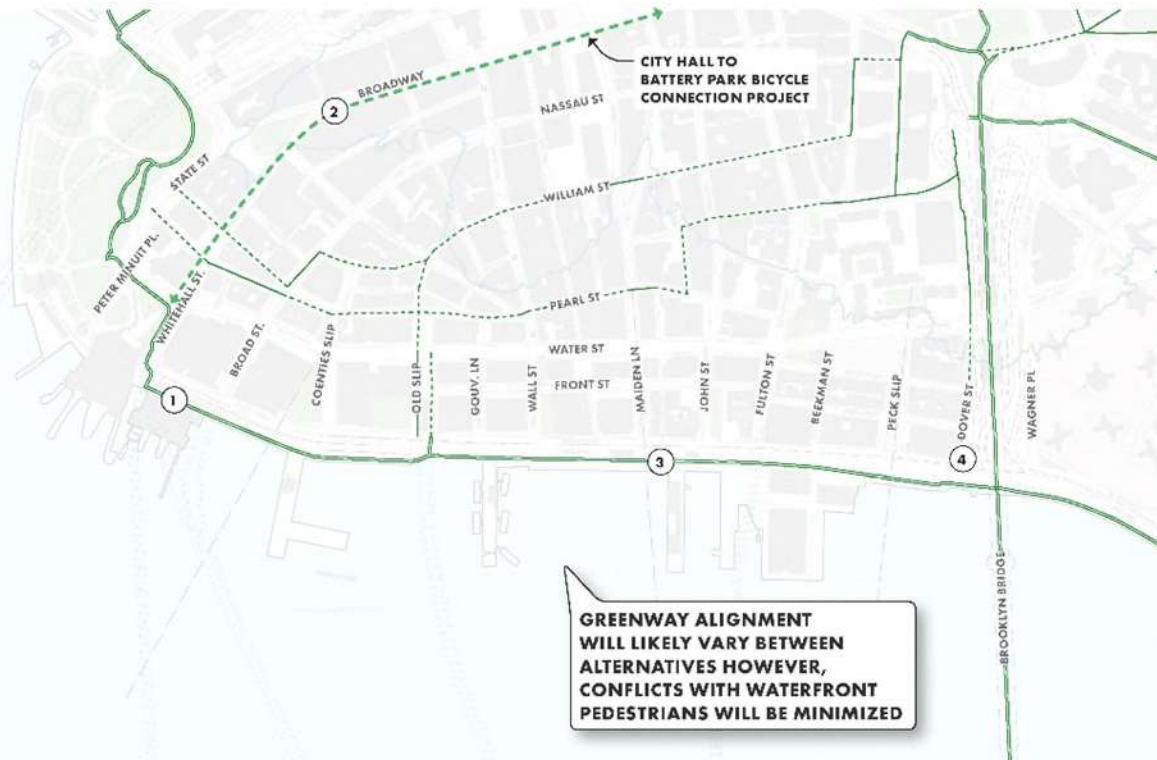 CITY HALL TO
BATTERY PARK BICYCLE
CONNECTION PROJECT
BROADWAY
2
NASSAU ST
STATE ST
WILLIAM ST
PETER MINUIT PL.
WHITEHALL ST.
PEARL ST
BROAD ST.
COENTIES SLIP
OLD SLIP
GOUV. LN
WALL ST
WATER ST
FRONT ST
MAIDEN LN
JOHN ST
FULTON ST
BEEKMAN ST
PECK SLIP
DOVER ST
WAGNER PL
1
3
4
BROOKLYN BRIDGE
GREENWAY ALIGNMENT
WILL LIKELY VARY BETWEEN
ALTERNATIVES HOWEVER,
CONFLICTS WITH WATERFRONT
PEDESTRIANS WILL BE MINIMIZED